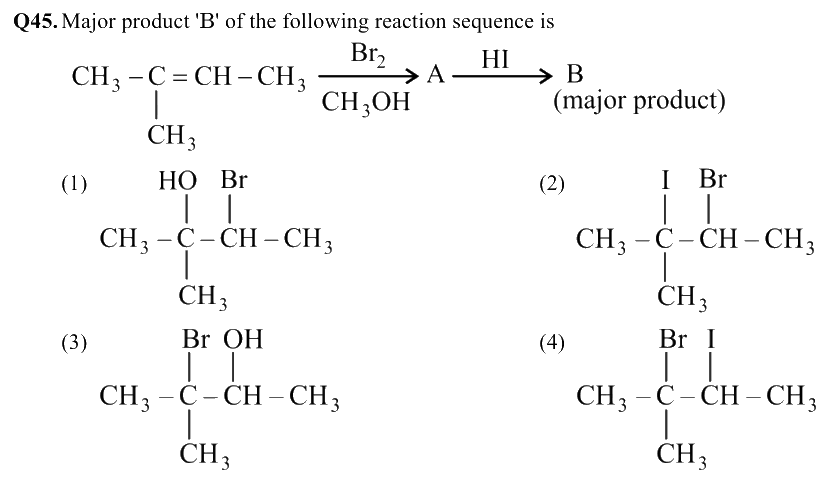 Q45. Major product 'B' of the following reaction sequence is
Br₂
HI
CH₃ – C = CH – CH₃ ⟶ A ⟶ B
CH₃OH
(major product)
|
CH₃
(1) HO Br
| |
CH₃ – C – CH – CH₃
|
CH₃
(2) I Br
| |
CH₃ – C – CH – CH₃
|
CH₃
(3) Br OH
| |
CH₃ – C – CH – CH₃
|
CH₃
(4) Br I
| |
CH₃ – C – CH – CH₃
|
CH₃